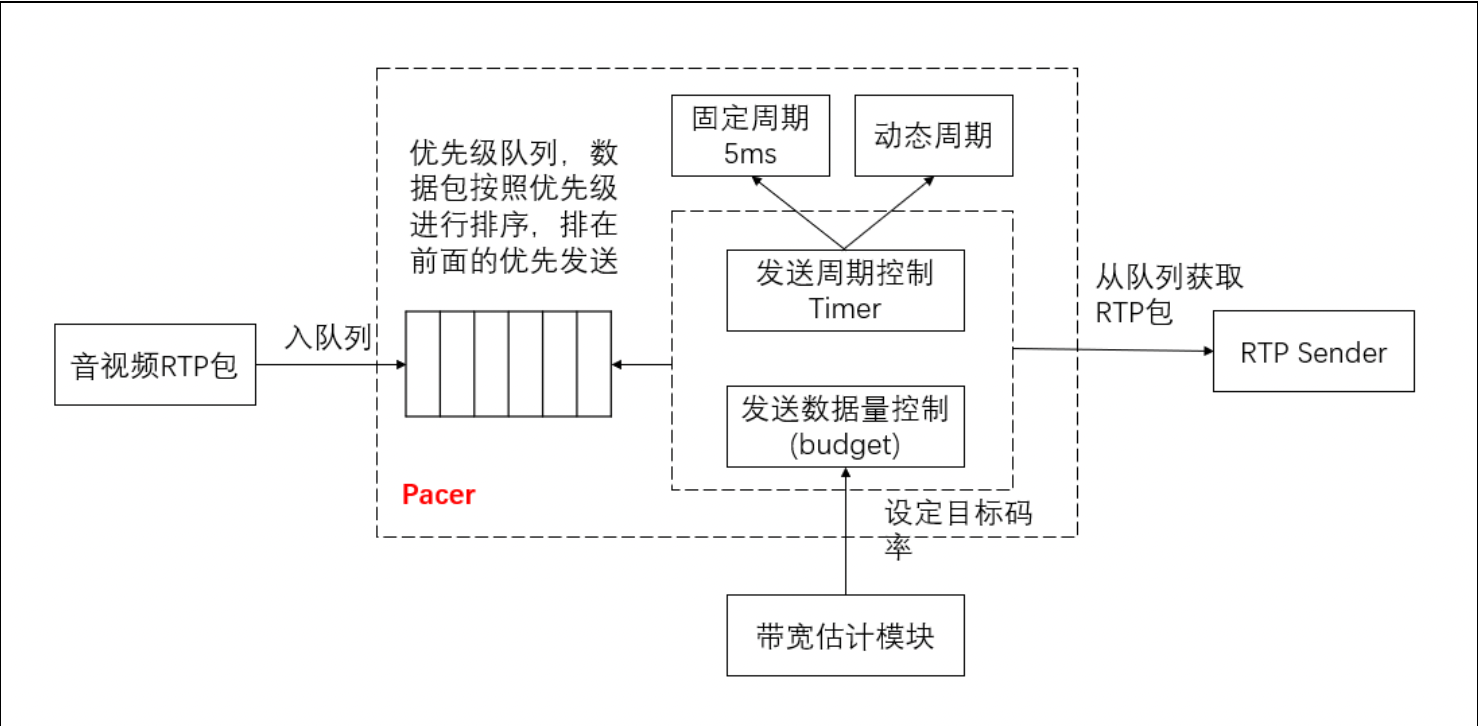 固定周期
5ms
动态周期
优先级队列，数
据包按照优先级
进行排序，排在
前面的优先发送
发送周期控制
Timer
从队列获取
RTP包
入队列
音视频RTP包
RTP Sender
发送数据量控制
(budget)
Pacer
设定目标码
率
带宽估计模块